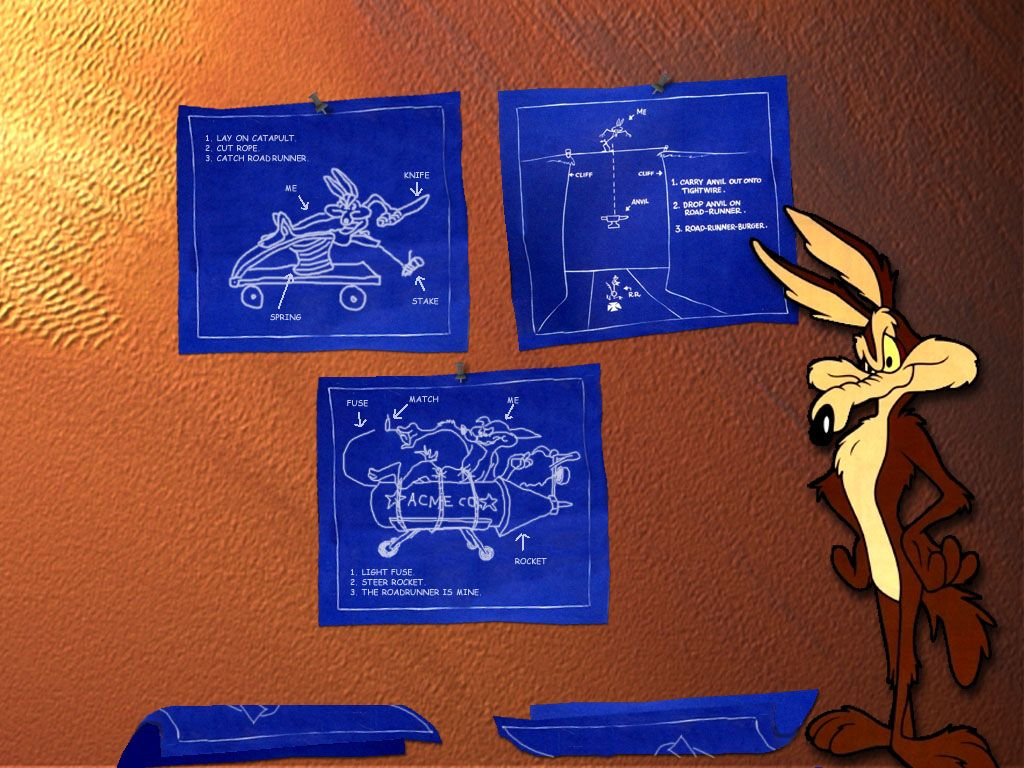 1. LAY ON CATAPULT.
2. CUT ROPE.
3. CATCH ROADRUNNER.
ME
KNIFE
STAKE
SPRING
ME
CLIFF
CLIFF
ANVIL
1. CARRY ANVIL OUT ONTO
TIGHTWIRE.
2. DROP ANVIL ON
ROAD-RUNNER.
3. ROAD-RUNNER-BURGER.
R.R.
FUSE
MATCH
ME
ACME CO
ROCKET
1. LIGHT FUSE.
2. STEER ROCKET.
3. THE ROADRUNNER IS MINE.